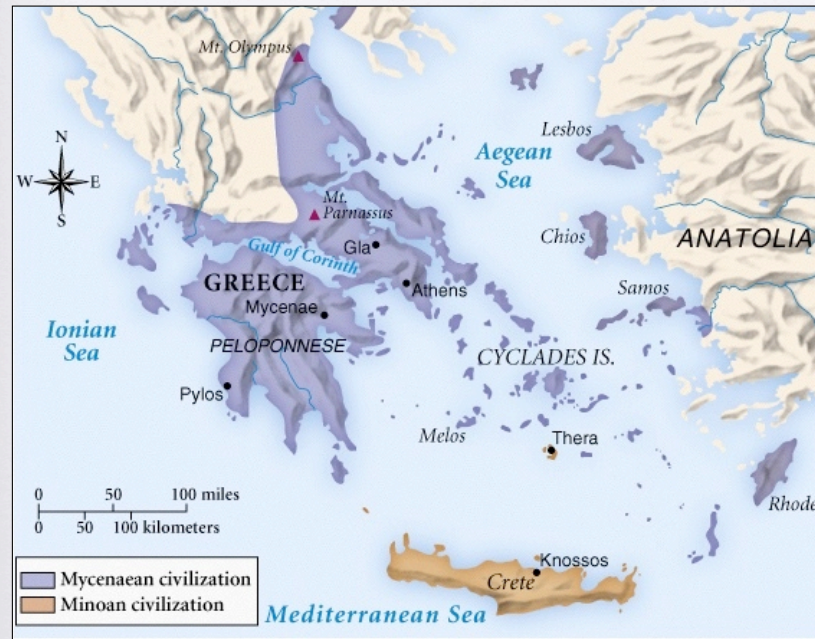 Mt. Olympus
N
W
E
S
Aegean
Sea
Lesbos
Mt.
Parnassus
Chios
ANATOLIA
Gla
Gulf of Corinth
GREECE
Athens
Samos
Mycenae
Ionian
Sea
PELOPONNESE
CYCLADES IS.
Pylos
Melos
Thera
Rhode
0 50 100 miles
0 50 100 kilometers
Knossos
Crete
Mycenaean civilization
Minoan civilization
Mediterranean Sea